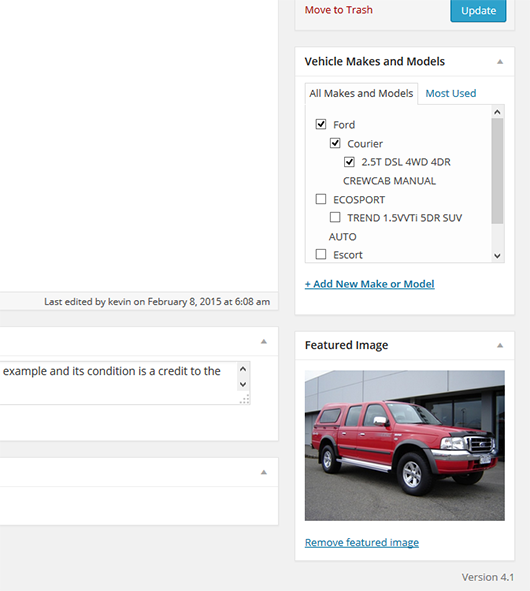 Move to Trash
Update
Vehicle Makes and Models
All Makes and Models
Most Used
Ford
Courier
2.5T DSL 4WD 4DR
CREWCAB MANUAL
ECOSPORT
TREND 1.5VVTi 5DR SUV
AUTO
Escort
+ Add New Make or Model
Last edited by kevin on February 8, 2015 at 6:08 am
example and its condition is a credit to the
Featured Image
Remove featured image
Version 4.1